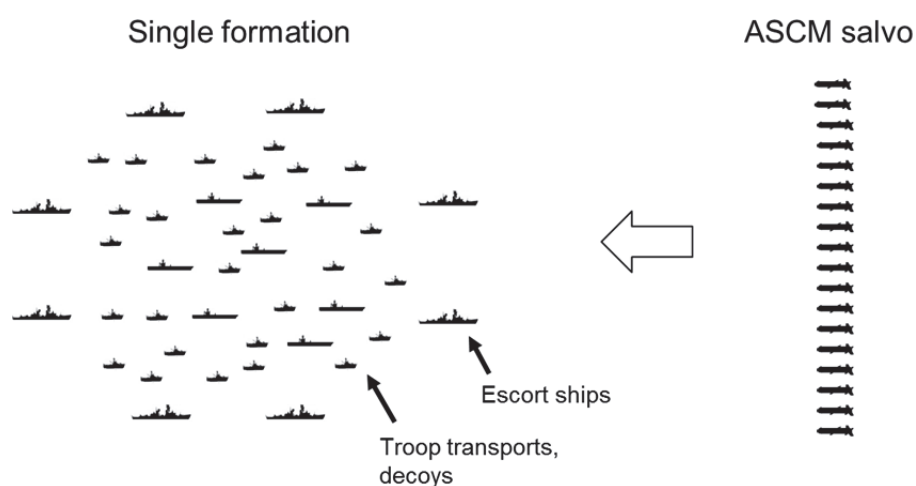 Single formation
ASCM salvo
Escort ships
Troop transports,
decoys